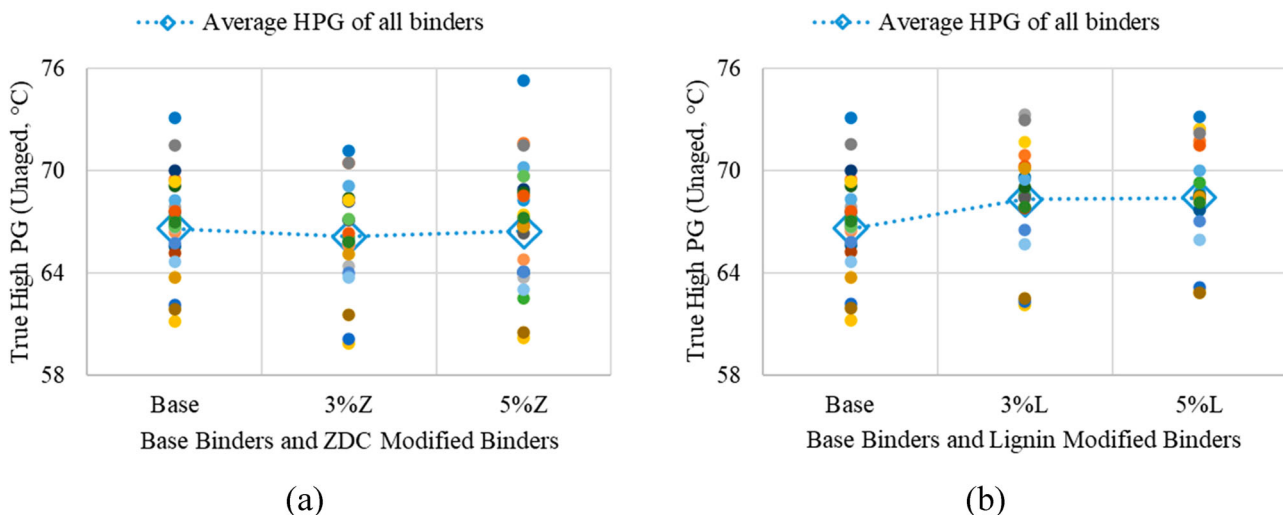 Average HPG of all binders
True High PG (Unaged, °C)
76
70
64
58
Base 3%Z 5%Z
Base Binders and ZDC Modified Binders
(a)
Average HPG of all binders
True High PG (Unaged, °C)
76
70
64
58
Base 3%L 5%L
Base Binders and Lignin Modified Binders
(b)